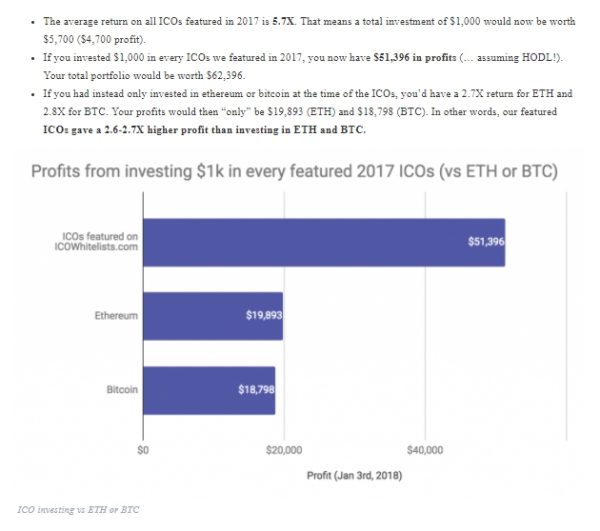 • The average return on all ICOs featured in 2017 is 5.7X. That means a total investment of $1,000 would now be worth
$5,700 ($4,700 profit).
• If you invested $1,000 in every ICOs we featured in 2017, you now have $51,396 in profits (... assuming HODL!).
Your total portfolio would be worth $62,396.
• If you had instead only invested in ethereum or bitcoin at the time of the ICOs, you'd have a 2.7X return for ETH and
2.8X for BTC. Your profits would then "only" be $19,893 (ETH) and $18,798 (BTC). In other words, our featured
ICOs gave a 2.6-2.7X higher profit than investing in ETH and BTC.
Profits from investing $1k in every featured 2017 ICOs (vs ETH or BTC)
ICOs featured on
ICOWhitelists.com
$51,396
Ethereum
$19,893
Bitcoin
$18,798
$0
$20,000
$40,000
Profit (Jan 3rd, 2018)
ICO investing vs ETH or BTC